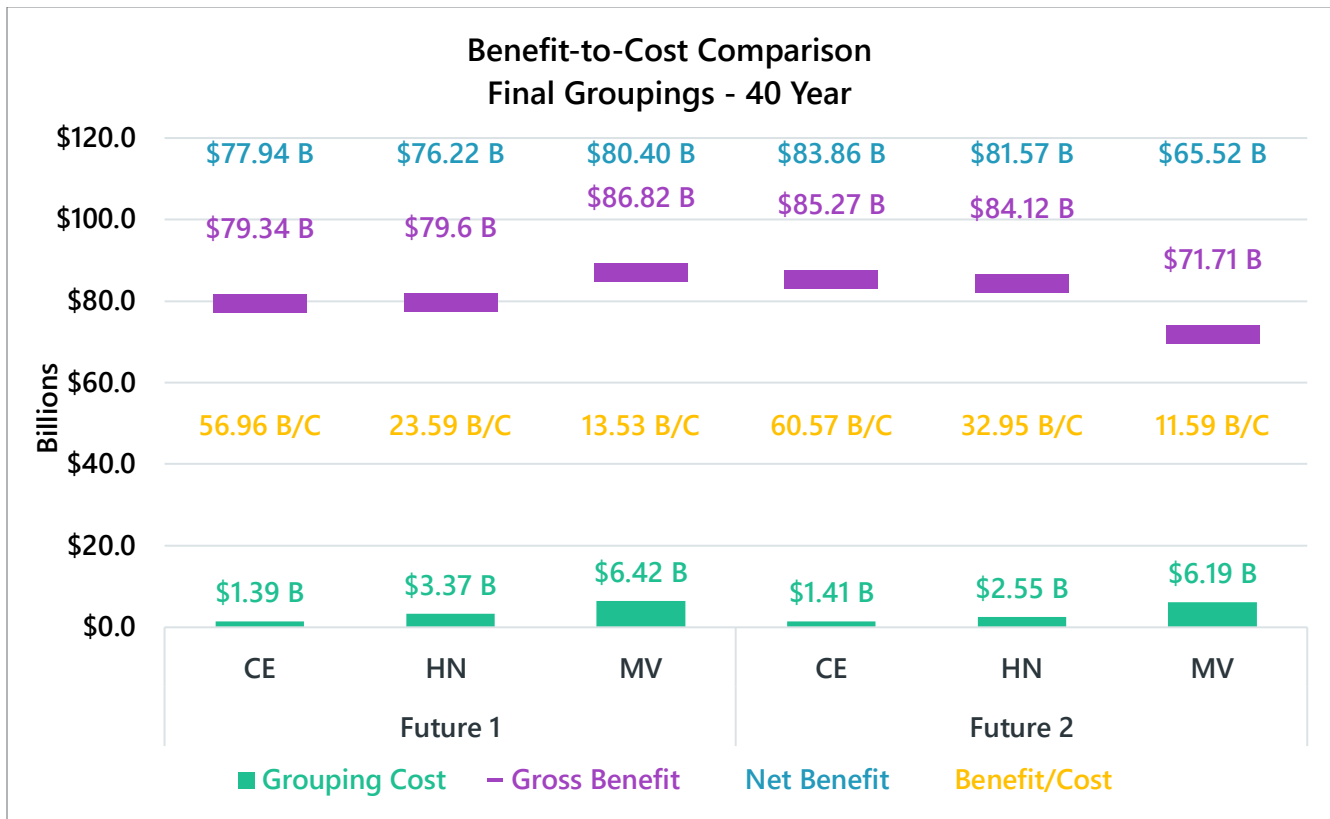 Benefit-to-Cost Comparison
Final Groupings - 40 Year
$120.0
$77.94 B $76.22 B $80.40 B $83.86 B $81.57 B $65.52 B
$86.82 B $85.27 B $84.12 B
$100.0
$79.34 B $79.6 B
$71.71 B
$80.0
Billions
$60.0
56.96 B/C 23.59 B/C 13.53 B/C 60.57 B/C 32.95 B/C 11.59 B/C
$40.0
$20.0
$1.39 B $3.37 B $6.42 B $1.41 B $2.55 B $6.19 B
$0.0
CE HN MV CE HN MV
Future 1 Future 2
Grouping Cost Gross Benefit Net Benefit Benefit/Cost